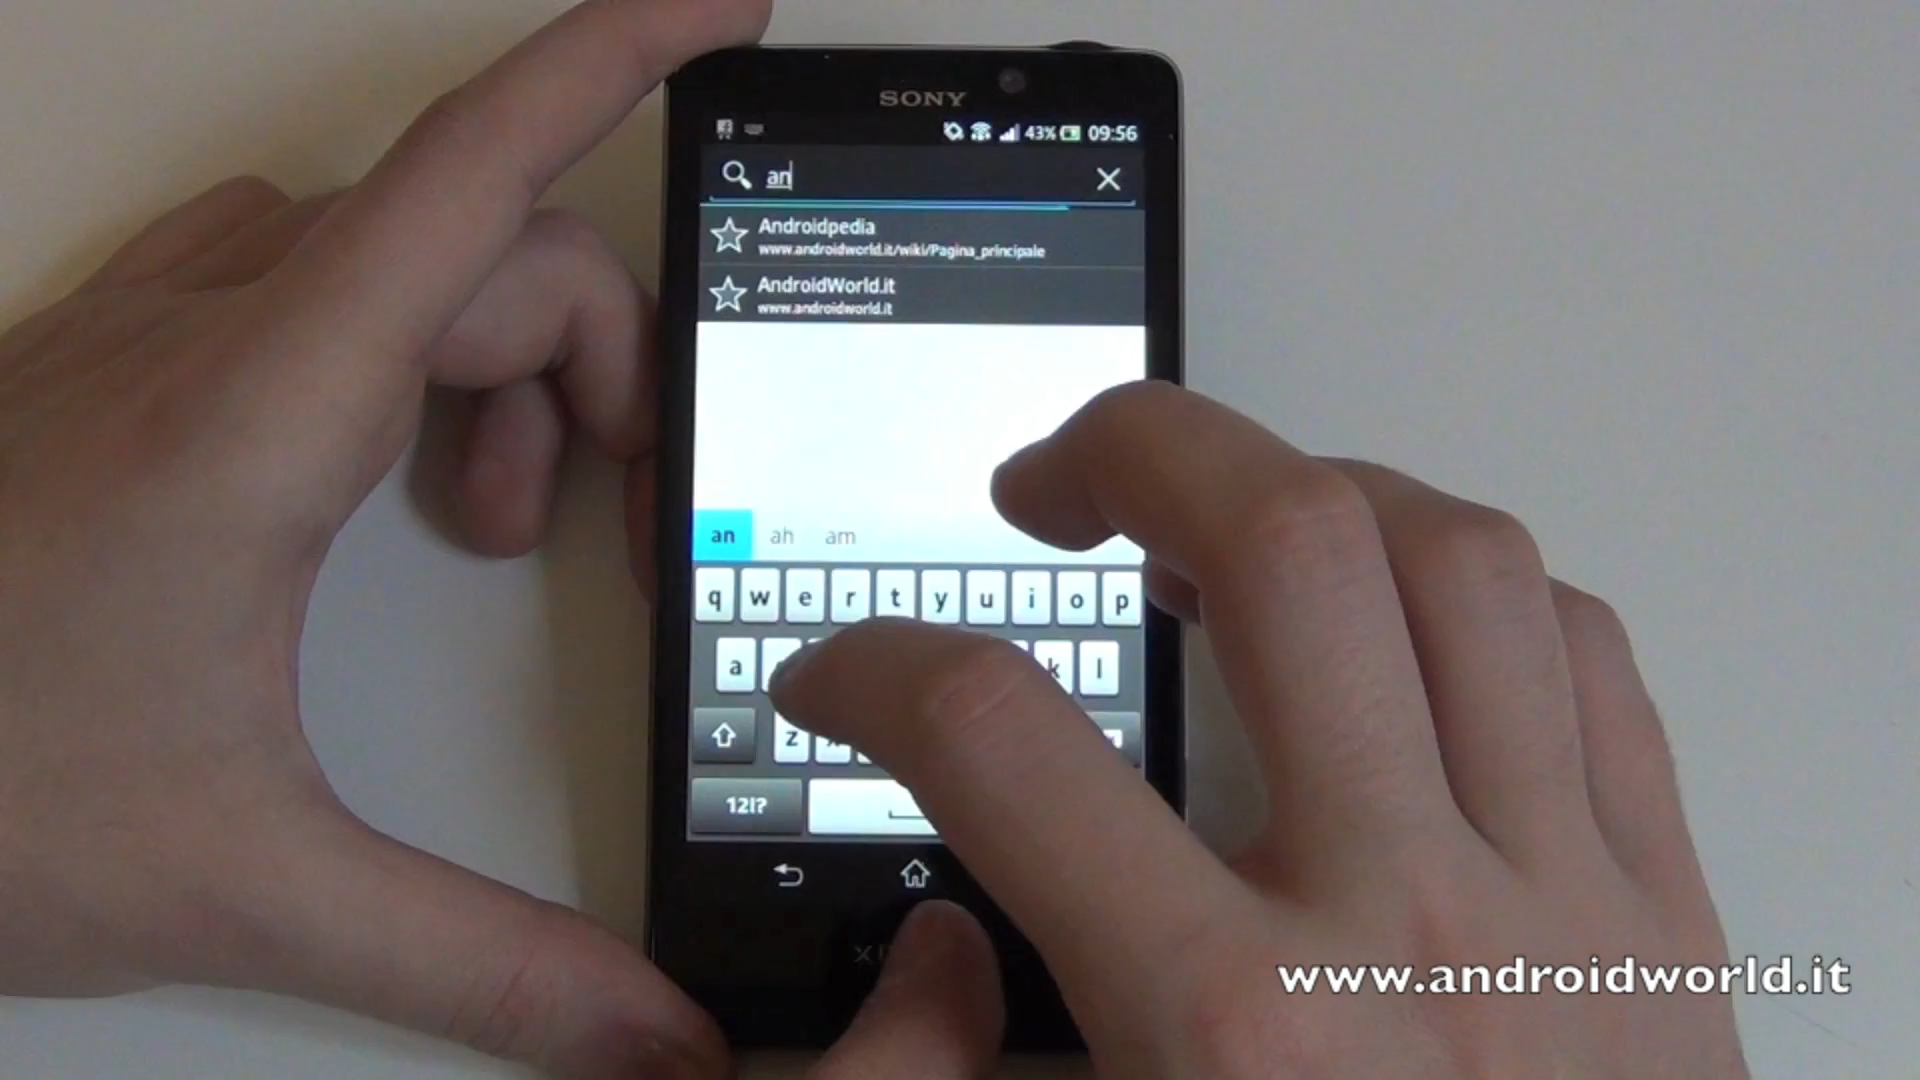 SONY
43% 09:56
an
Androidpedia
www.androidworld.it/wiki/Pagina_principale
AndroidWorld.it
www.androidworld.it
an ah am
q w e r t y u i o p
a k l
z
12!?
www.androidworld.it